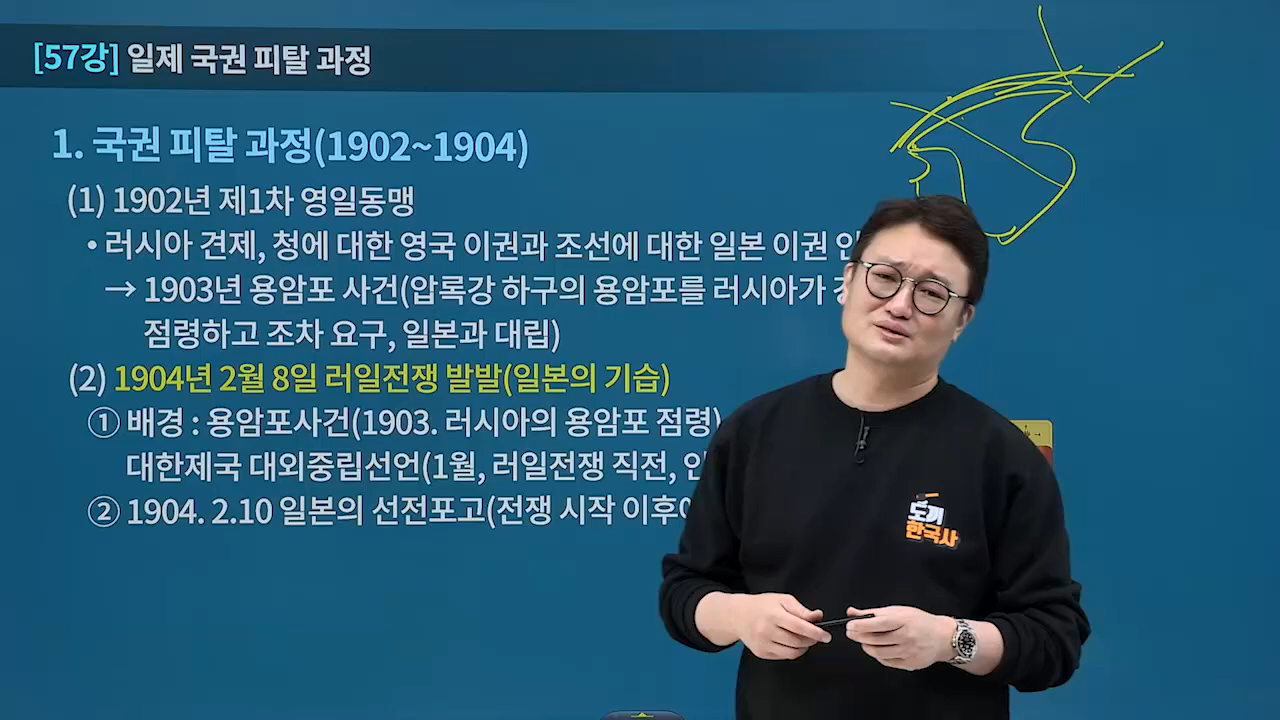 [57강] 일제 국권 피탈 과정
1. 국권 피탈 과정(1902~1904)
(1) 1902년 제1차 영일동맹
• 러시아 견제, 청에 대한 영국 이권과 조선에 대한 일본 이권
→ 1903년 용암포 사건(압록강 하구의 용암포를 러시아가
점령하고 조차 요구, 일본과 대립)
(2) 1904년 2월 8일 러일전쟁 발발(일본의 기습)
① 배경 : 용암포사건(1903. 러시아의 용암포 점령)
대한제국 대외중립선언(1월, 러일전쟁 직전,
② 1904. 2.10 일본의 선전포고(전쟁 시작 이후
도끼
한국사